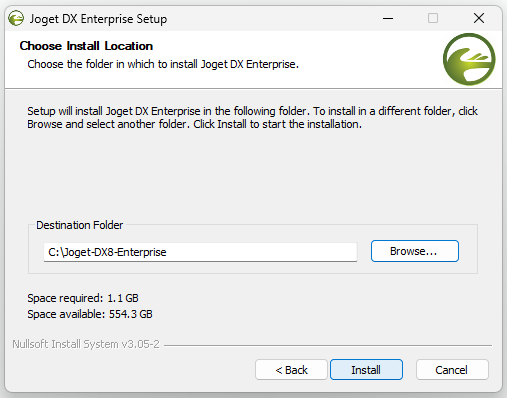 Joget DX Enterprise Setup
Choose Install Location
Choose the folder in which to install Joget DX Enterprise.
Setup will install Joget DX Enterprise in the following folder. To install in a different folder, click
Browse and select another folder. Click Install to start the installation.
Destination Folder
C:\Joget-DX8-Enterprise
Browse...
Space required: 1.1 GB
Space available: 554.3 GB
Nullsoft Install System v3.05-2
< Back
Install
Cancel